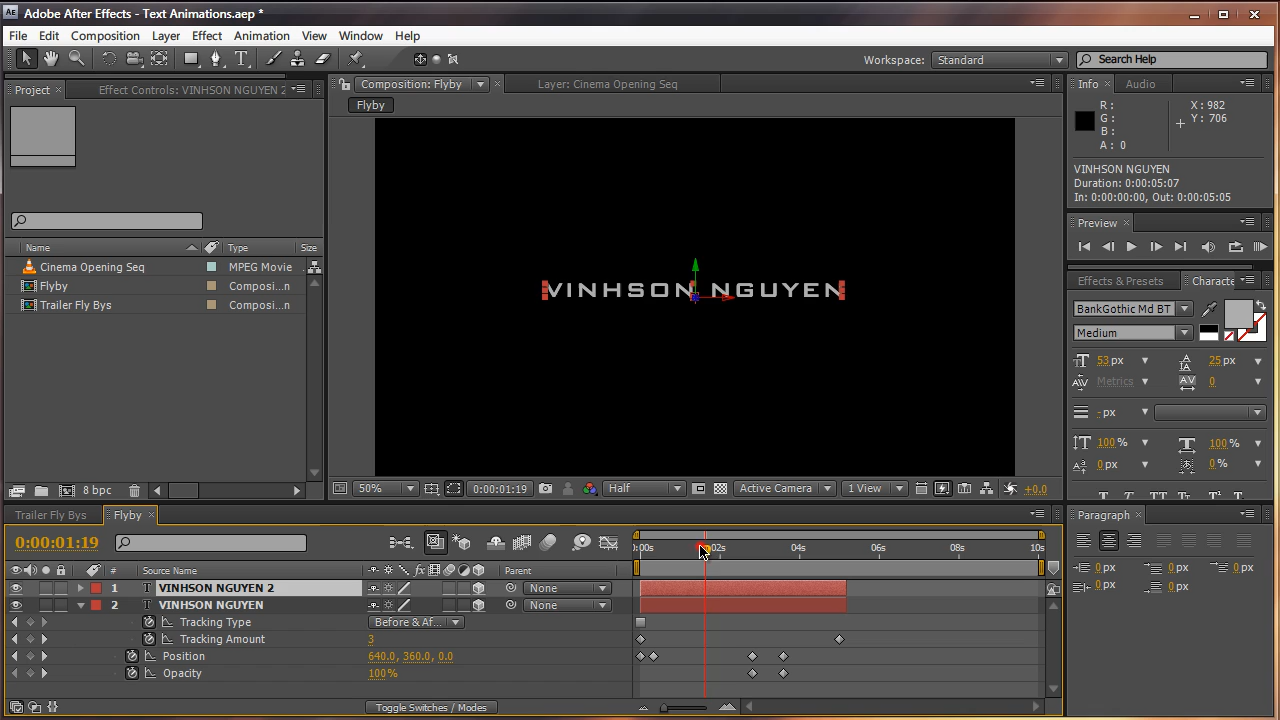 Adobe After Effects - Text Animations.aep *
File Edit Composition Layer Effect Animation View Window Help
Workspace: Standard Search Help
Project Effect Controls: VINHSON NGUYEN 2
Composition: Flyby Layer: Cinema Opening Seq
Flyby
Name Type Size
Cinema Opening Seq MPEG Movie
Flyby Composi...n
Trailer Fly Bys Composi...n
8 bpc
VINHSON NGUYEN
50% 0:00:01:19 Half Active Camera 1 View +0.0
Info Audio
R : X : 982
G : Y : 706
B :
A : 0
VINHSON NGUYEN
Duration: 0:00:05:07
In: 0:00:00:00, Out: 0:00:05:05
Preview
Effects & Presets Characte
BankGothic Md BT
Medium
53 px 25 px
Metrics 0
- px
100 % 100 %
0 px 0 %
T T TT Tr T¹ T
Paragraph
0 px 0 px 0 px
0 px 0 px
Trailer Fly Bys Flyby
0:00:01:19
:00s 02s 04s 06s 08s 10s
# Source Name Parent
1 T VINHSON NGUYEN 2 None
2 T VINHSON NGUYEN None
Tracking Type Before & Af...
Tracking Amount 3
Position 640.0, 360.0, 0.0
Opacity 100%
Toggle Switches / Modes